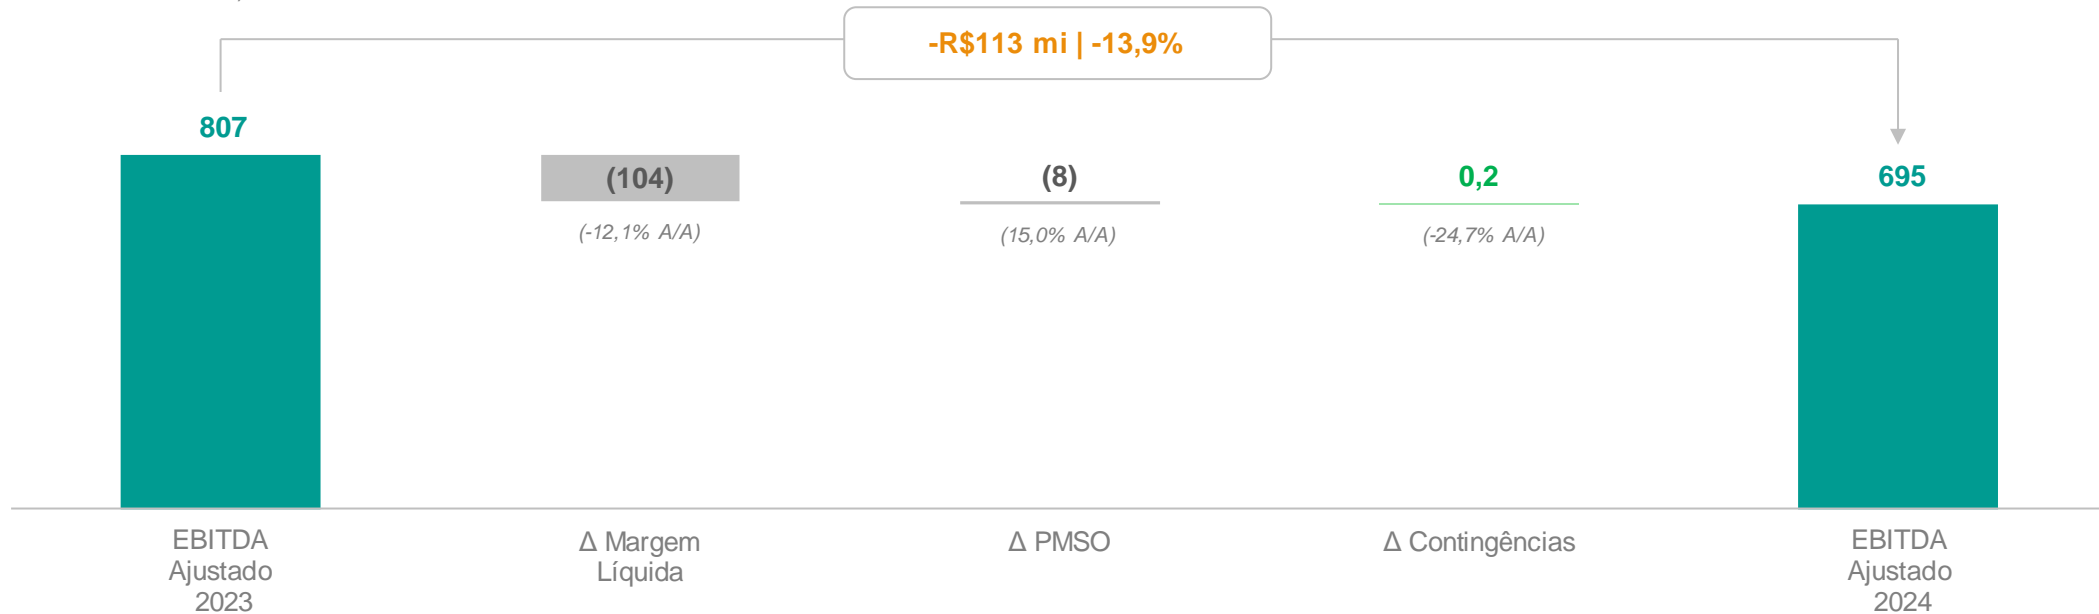 -R$113 mi | -13,9%
807
(104)
(-12,1% A/A)
(8)
(15,0% A/A)
0,2
(-24,7% A/A)
695
EBITDA
Ajustado
2023
Δ Margem
Líquida
Δ PMSO
Δ Contingências
EBITDA
Ajustado
2024